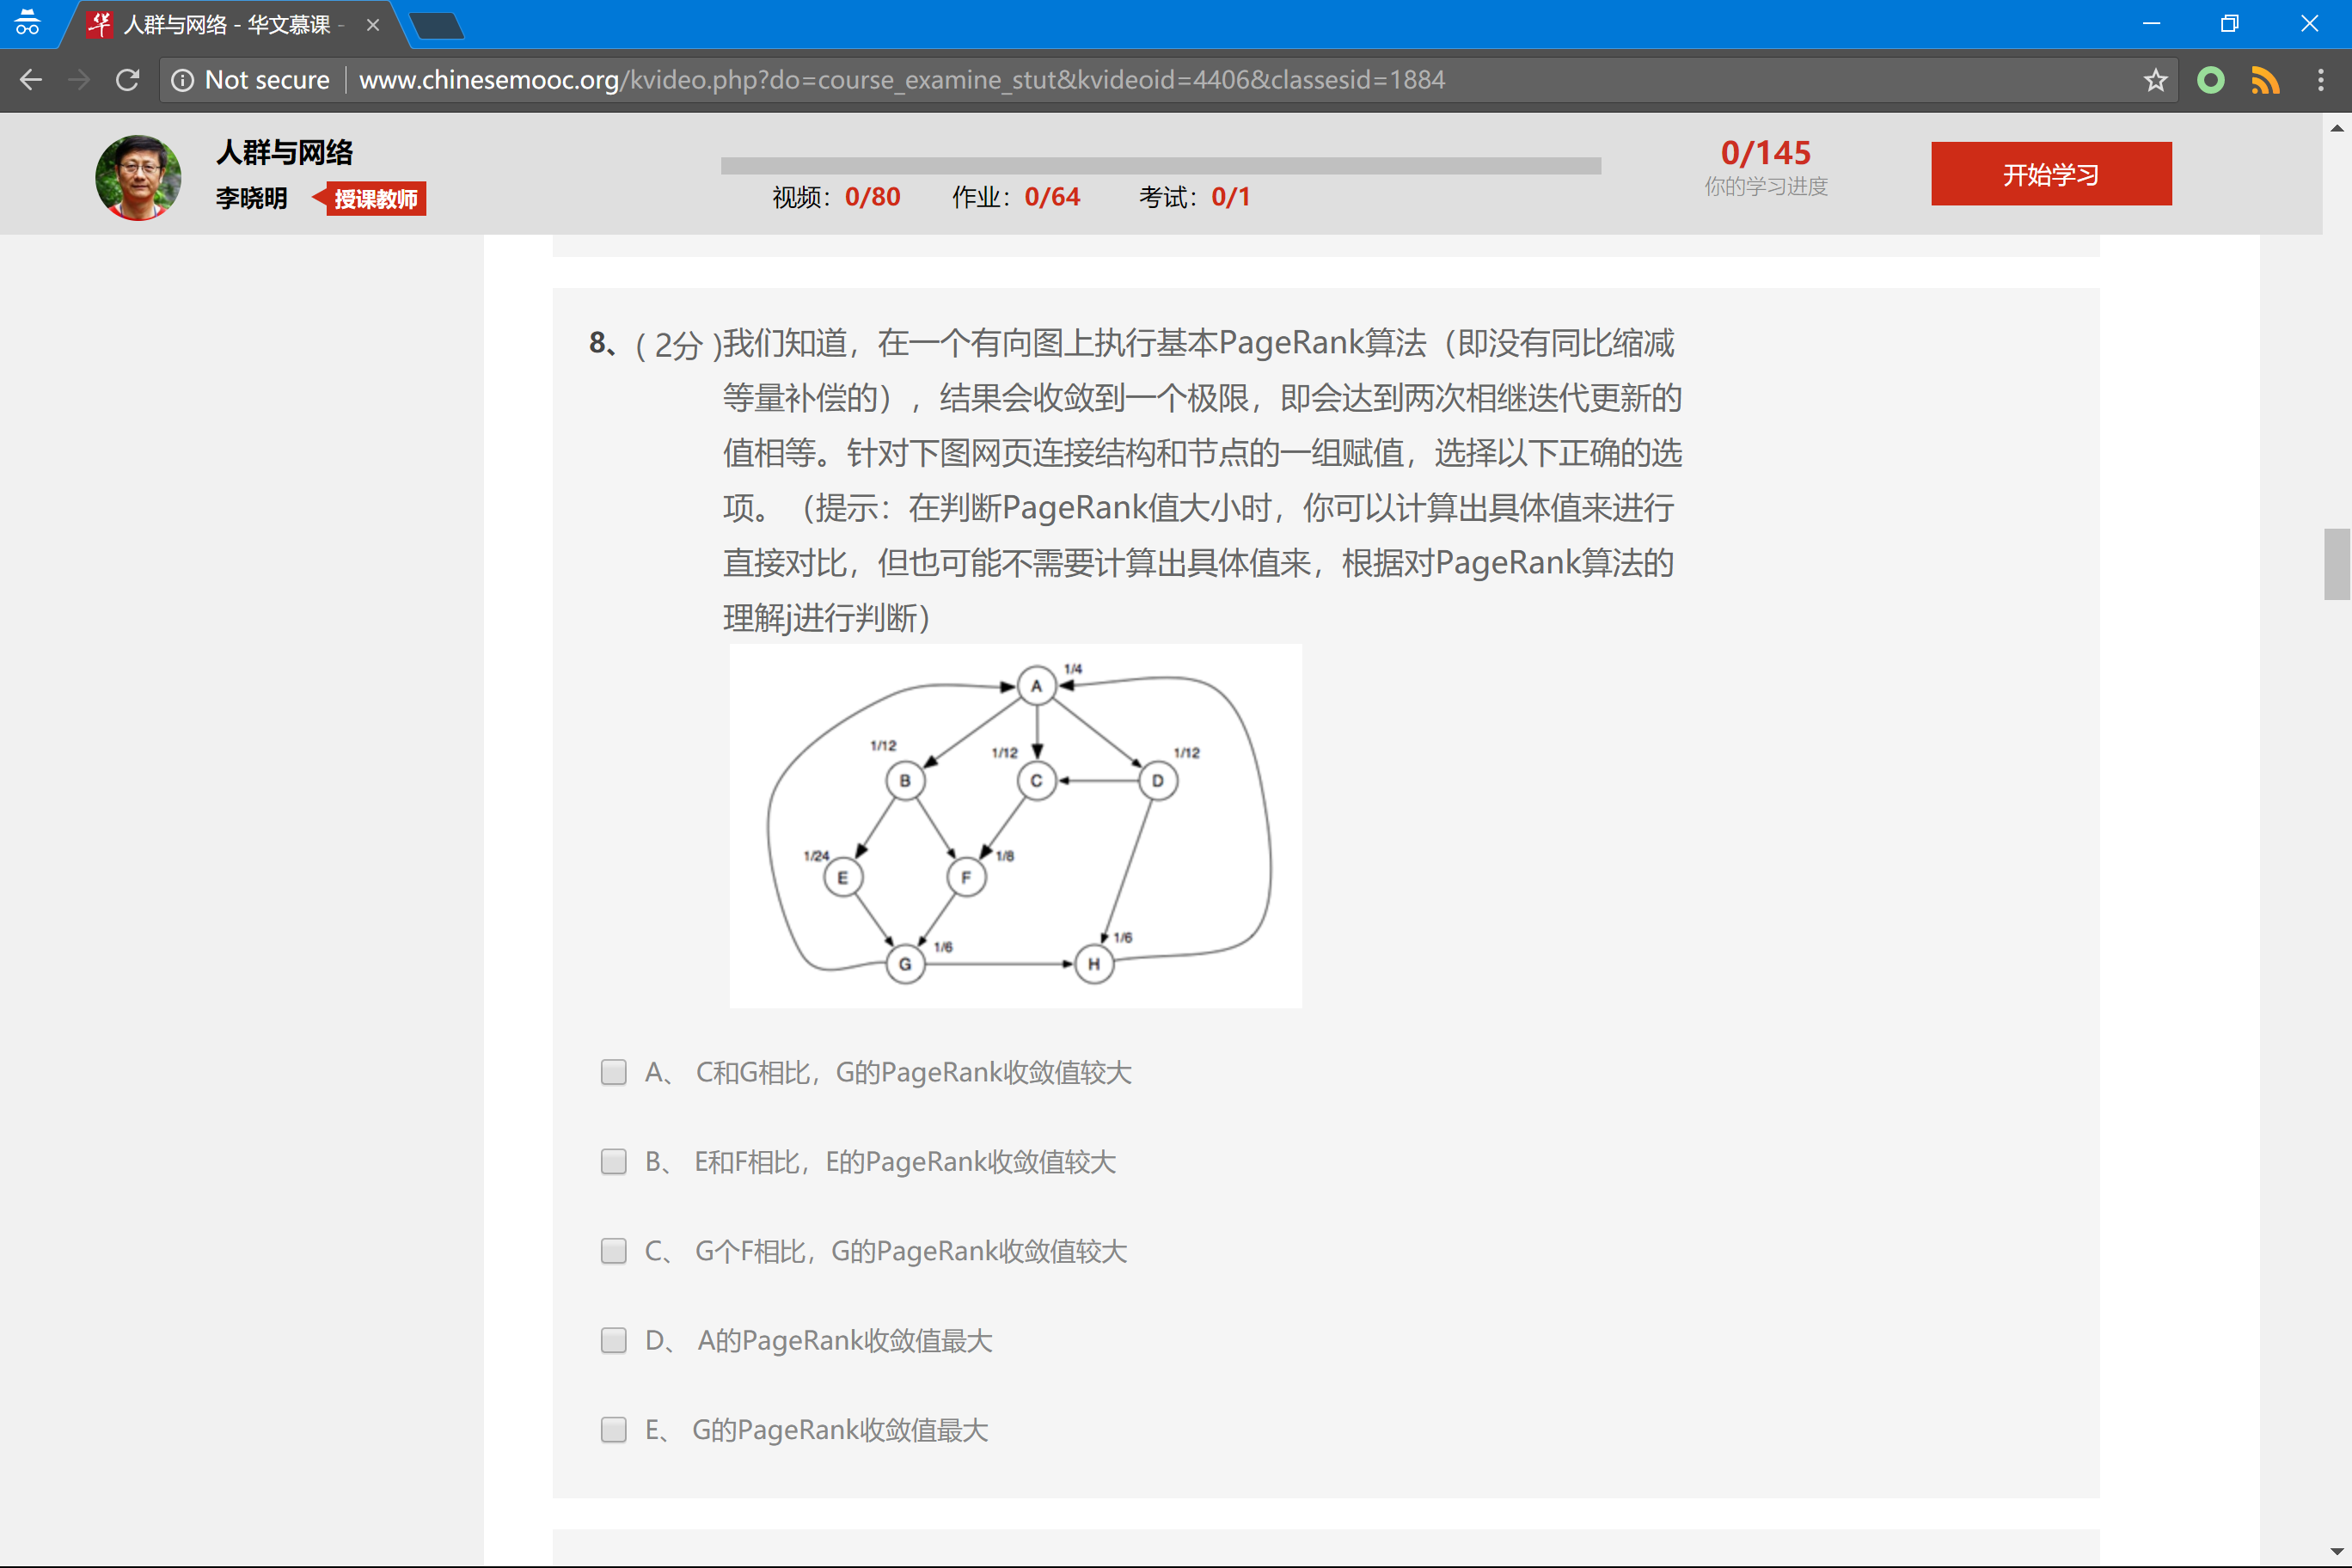 人群与网络 - 华文慕课 -
Not secure
www.chinesemooc.org/kvideo.php?do=course_examine_stut&kvideoid=4406&classesid=1884
人群与网络
李晓明 授课教师
视频：0/80 作业：0/64 考试：0/1
0/145
你的学习进度
开始学习
8、( 2分 )我们知道，在一个有向图上执行基本PageRank算法（即没有同比缩减
等量补偿的），结果会收敛到一个极限，即会达到两次相继迭代更新的
值相等。针对下图网页连接结构和节点的一组赋值，选择以下正确的选
项。（提示：在判断PageRank值大小时，你可以计算出具体值来进行
直接对比，但也可能不需要计算出具体值来，根据对PageRank算法的
理解j进行判断）
1/4
A
1/12 1/12 1/12
B C D
1/24 1/8
E F
1/6 1/6
G H
A、 C和G相比，G的PageRank收敛值较大
B、 E和F相比，E的PageRank收敛值较大
C、 G个F相比，G的PageRank收敛值较大
D、 A的PageRank收敛值最大
E、 G的PageRank收敛值最大